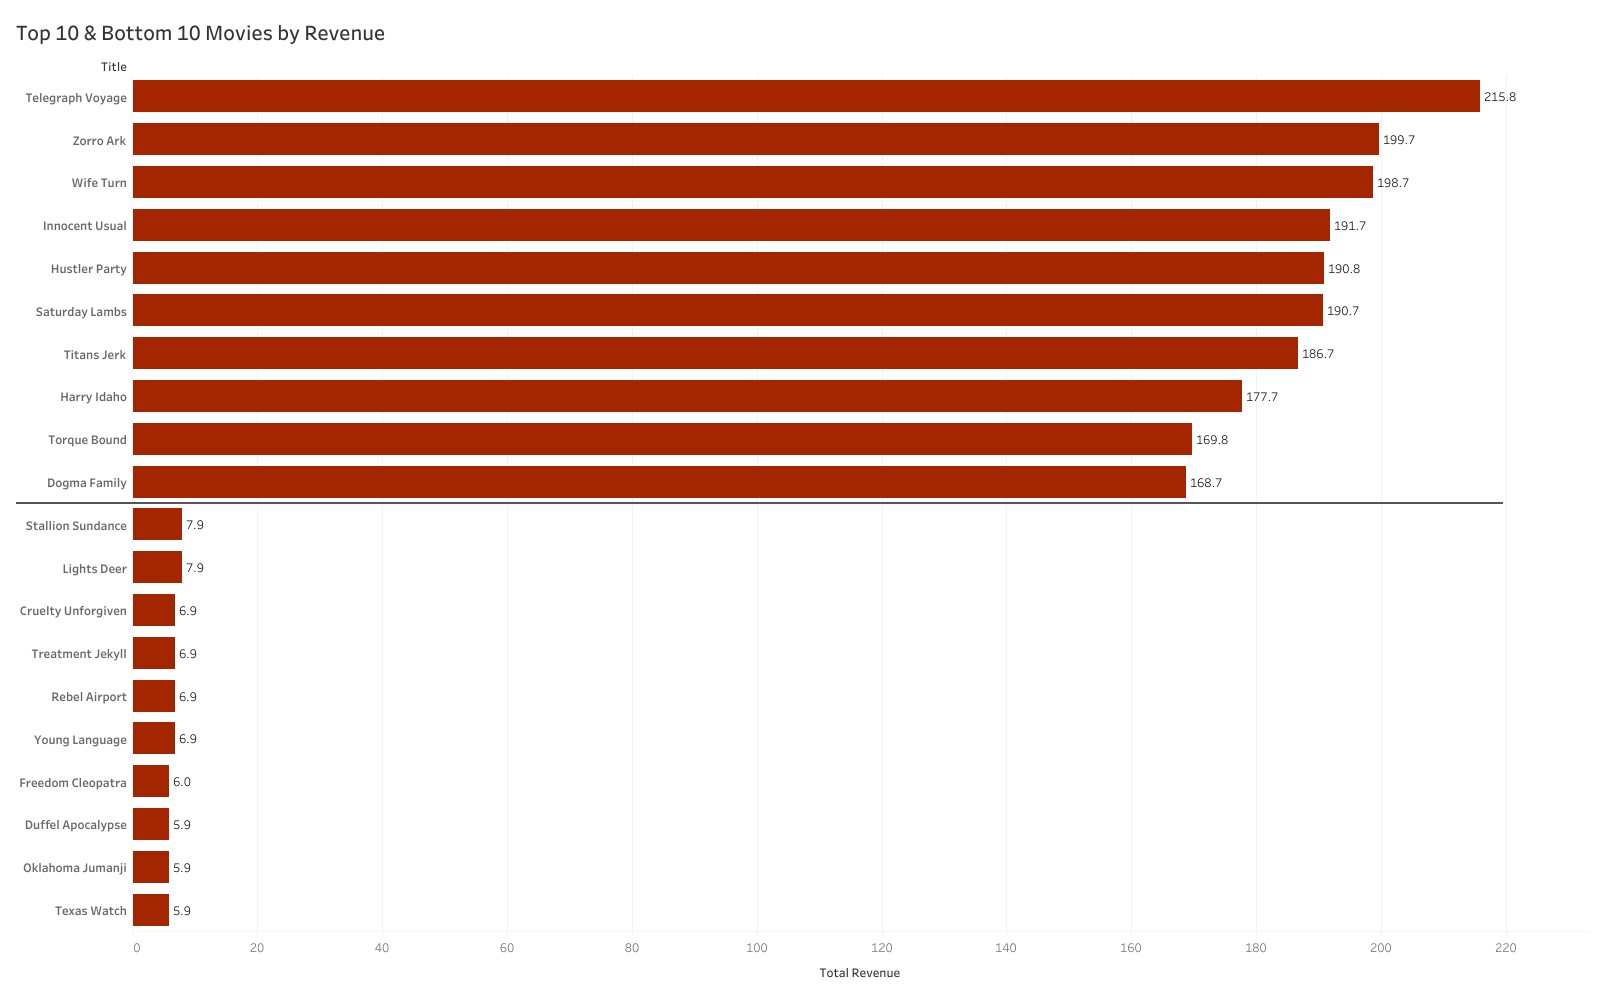 Top 10 & Bottom 10 Movies by Revenue
Title
Telegraph Voyage 215.8
Zorro Ark 199.7
Wife Turn 198.7
Innocent Usual 191.7
Hustler Party 190.8
Saturday Lambs 190.7
Titans Jerk 186.7
Harry Idaho 177.7
Torque Bound 169.8
Dogma Family 168.7
Stallion Sundance 7.9
Lights Deer 7.9
Cruelty Unforgiven 6.9
Treatment Jekyll 6.9
Rebel Airport 6.9
Young Language 6.9
Freedom Cleopatra 6.0
Duffel Apocalypse 5.9
Oklahoma Jumanji 5.9
Texas Watch 5.9
0 20 40 60 80 100 120 140 160 180 200 220
Total Revenue